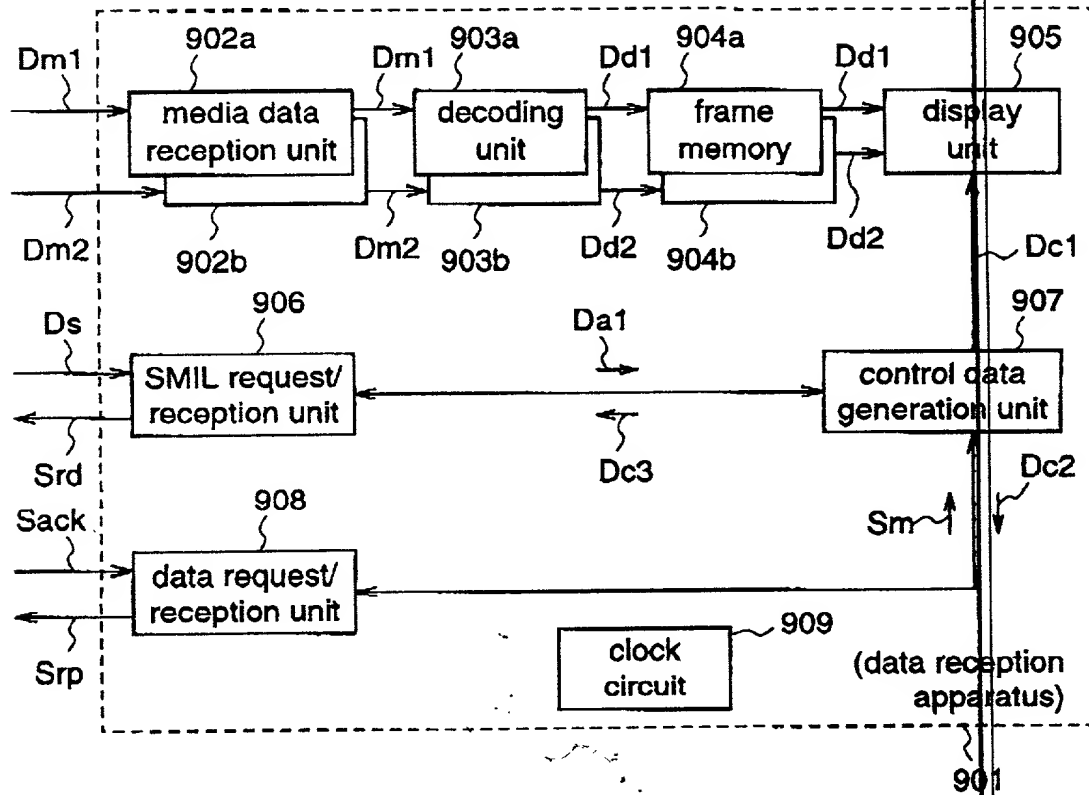 902a
903a
904a
905
Dm1
Dm1
Dd1
Dd1
media data
reception unit
decoding
unit
frame
memory
display
unit
Dm2
Dm2
Dd2
Dd2
902b
903b
904b
Dc1
906
907
Ds
Da1
SMIL request/
reception unit
control data
generation unit
Srd
Dc3
Dc2
Sack
908
Sm
data request/
reception unit
Srp
909
clock
circuit
(data reception
apparatus)
901